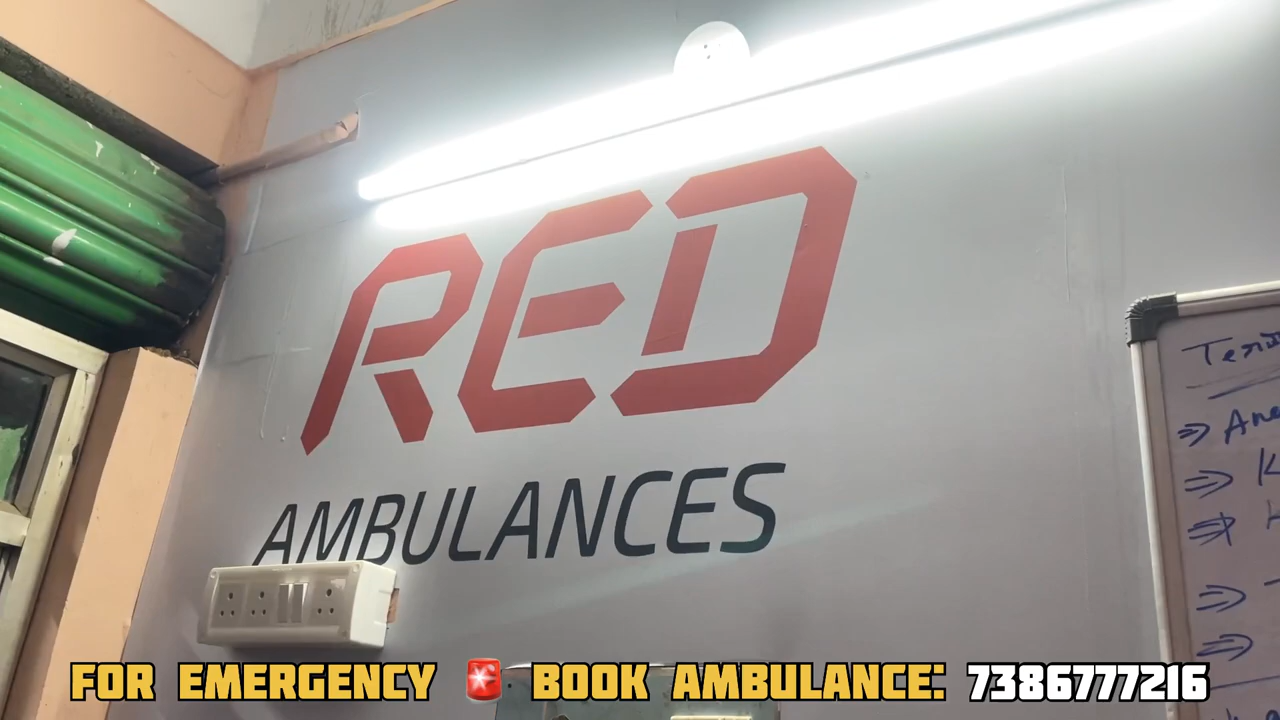 RED
AMBULANCES
⇒
⇒
⇒
⇒
⇒
FOR EMERGENCY 🚨 BOOK AMBULANCE: 7386777216